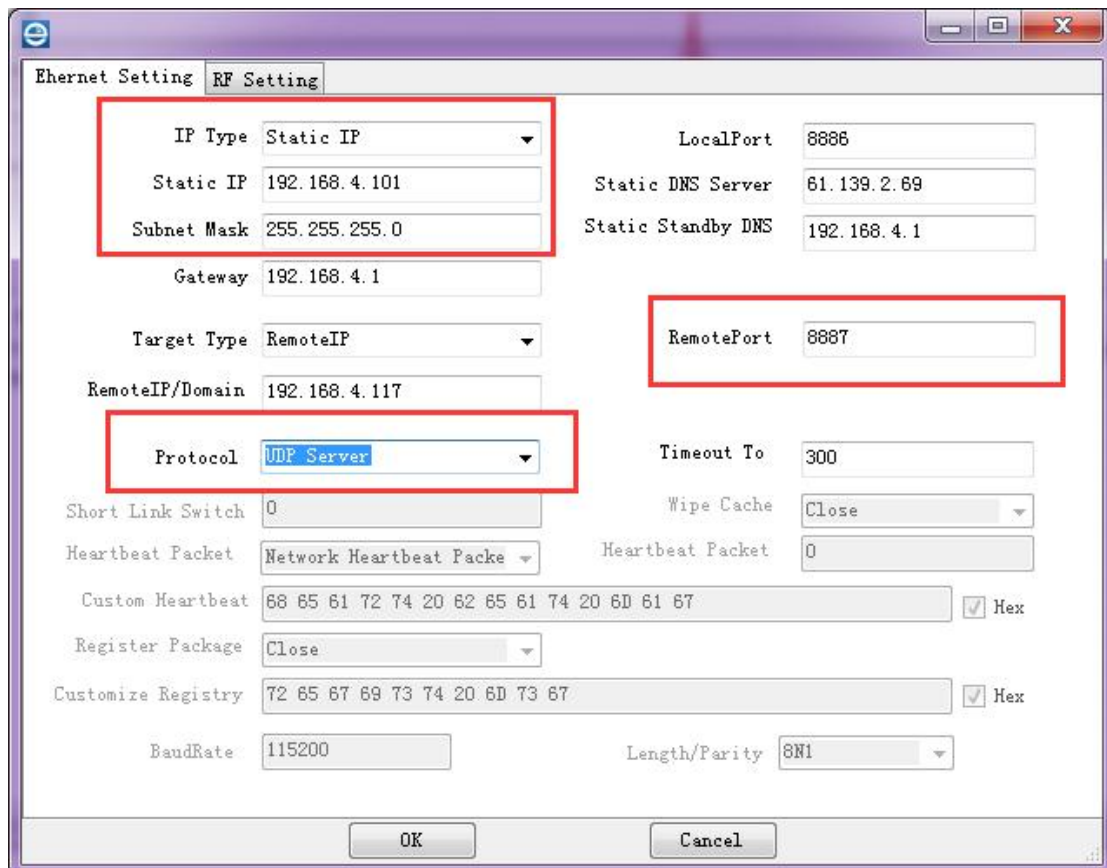 Ehernet Setting RF Setting
IP Type Static IP LocalPort 8886
Static IP 192.168.4.101 Static DNS Server 61.139.2.69
Subnet Mask 255.255.255.0 Static Standby DNS 192.168.4.1
Gateway 192.168.4.1
Target Type RemoteIP RemotePort 8887
RemoteIP/Domain 192.168.4.117
Protocol UDP Server Timeout To 300
Short Link Switch 0 Wipe Cache Close
Heartbeat Packet Network Heartbeat Packe Heartbeat Packet 0
Custom Heartbeat 68 65 61 72 74 20 62 65 61 74 20 6D 61 67 Hex
Register Package Close
Customize Registry 72 65 67 69 73 74 20 6D 73 67 Hex
BaudRate 115200 Length/Parity 8N1
OK Cancel